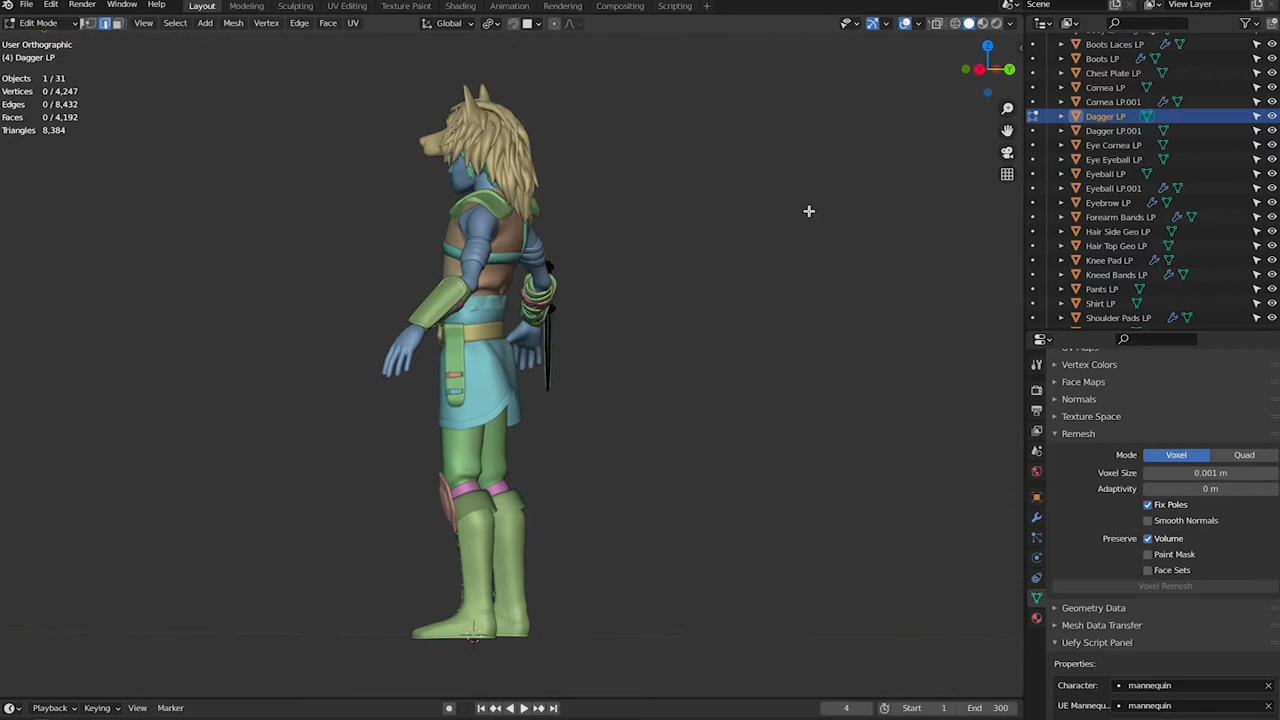 File Edit Render Window Help Layout Modeling Sculpting UV Editing Texture Paint Shading Animation Rendering Compositing Scripting + Scene View Layer
Edit Mode View Select Add Mesh Vertex Edge Face UV Global
User Orthographic
(4) Dagger LP
Objects 1 / 31
Vertices 0 / 4,247
Edges 0 / 8,432
Faces 0 / 4,192
Triangles 8,384
Z
X
Y
Boots Laces LP
Boots LP
Chest Plate LP
Cornea LP
Cornea LP.001
Dagger LP
Dagger LP.001
Eye Cornea LP
Eye Eyeball LP
Eyeball LP
Eyeball LP.001
Eyebrow LP
Forearm Bands LP
Hair Side Geo LP
Hair Top Geo LP
Knee Pad LP
Kneed Bands LP
Pants LP
Shirt LP
Shoulder Pads LP
Vertex Colors
Face Maps
Normals
Texture Space
Remesh
Mode Voxel Quad
Voxel Size 0.001 m
Adaptivity 0 m
Fix Poles
Smooth Normals
Preserve Volume
Paint Mask
Face Sets
Voxel Remesh
Geometry Data
Mesh Data Transfer
Uefy Script Panel
Properties:
Character: mannequin
UE Mannequ... mannequin
Playback Keying View Marker 4 Start 1 End 300